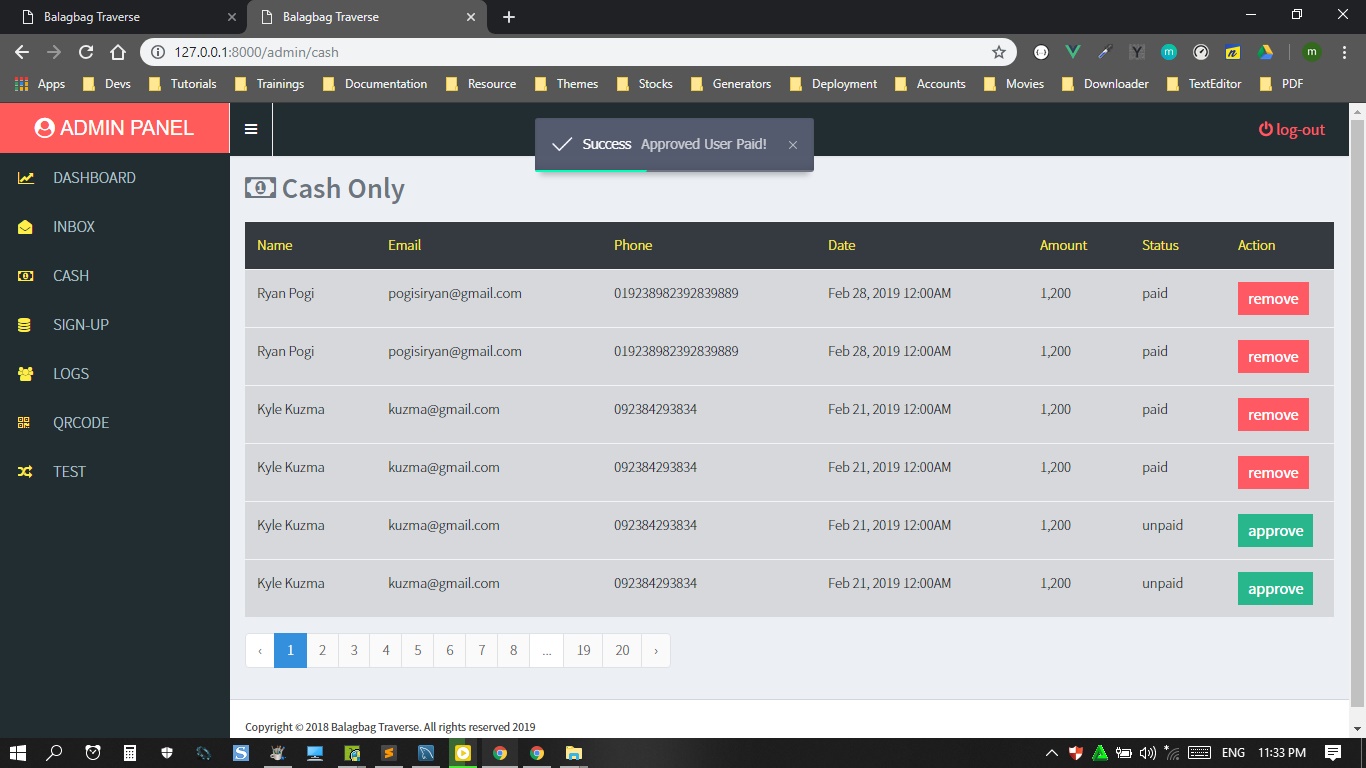 Balagbag Traverse
Balagbag Traverse
127.0.0.1:8000/admin/cash
Apps Devs Tutorials Trainings Documentation Resource Themes Stocks Generators Deployment Accounts Movies Downloader TextEditor PDF
ADMIN PANEL
log-out
Success Approved User Paid!
DASHBOARD
INBOX
CASH
SIGN-UP
LOGS
QRCODE
TEST
Cash Only
Name Email Phone Date Amount Status Action
Ryan Pogi pogisiryan@gmail.com 019238982392839889 Feb 28, 2019 12:00AM 1,200 paid remove
Ryan Pogi pogisiryan@gmail.com 019238982392839889 Feb 28, 2019 12:00AM 1,200 paid remove
Kyle Kuzma kuzma@gmail.com 092384293834 Feb 21, 2019 12:00AM 1,200 paid remove
Kyle Kuzma kuzma@gmail.com 092384293834 Feb 21, 2019 12:00AM 1,200 paid remove
Kyle Kuzma kuzma@gmail.com 092384293834 Feb 21, 2019 12:00AM 1,200 unpaid approve
Kyle Kuzma kuzma@gmail.com 092384293834 Feb 21, 2019 12:00AM 1,200 unpaid approve
‹ 1 2 3 4 5 6 7 8 ... 19 20 ›
Copyright © 2018 Balagbag Traverse. All rights reserved 2019
ENG 11:33 PM